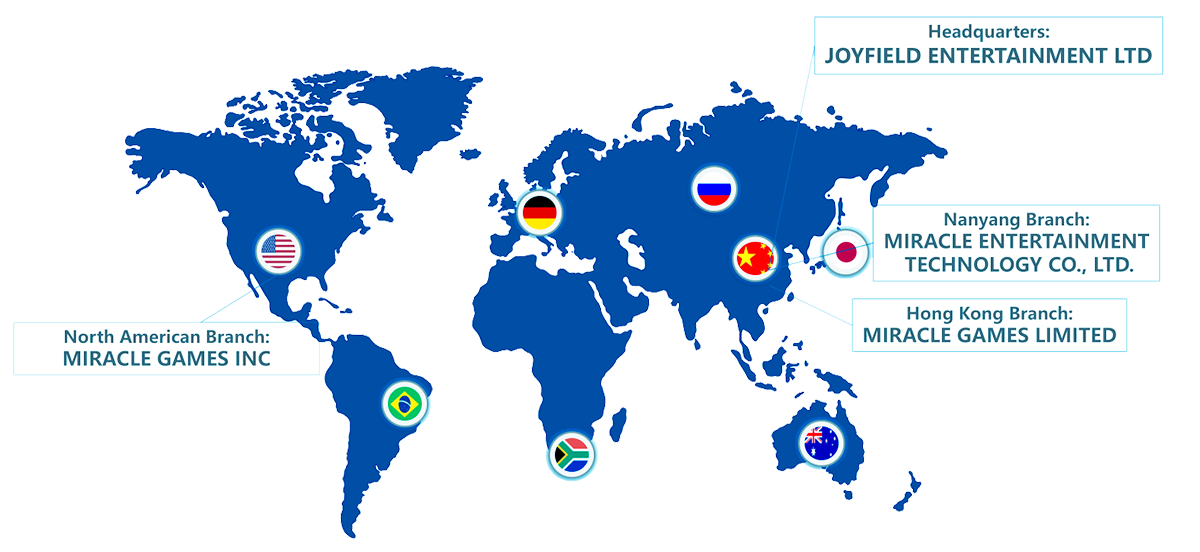 Headquarters:
JOYFIELD ENTERTAINMENT LTD
Nanyang Branch:
MIRACLE ENTERTAINMENT
TECHNOLOGY CO., LTD.
Hong Kong Branch:
MIRACLE GAMES LIMITED
North American Branch:
MIRACLE GAMES INC